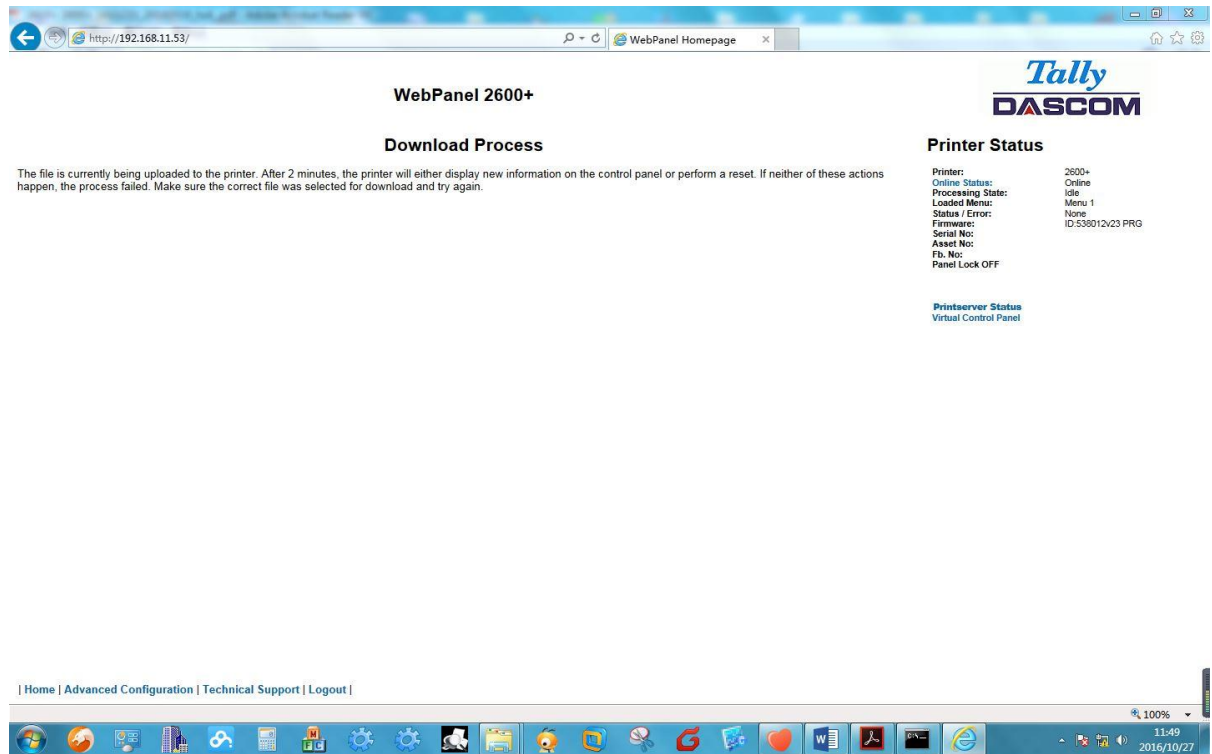 http://192.168.11.53/
WebPanel Homepage
Tally
DASCOM
WebPanel 2600+
Download Process
The file is currently being uploaded to the printer. After 2 minutes, the printer will either display new information on the control panel or perform a reset. If neither of these actions
happen, the process failed. Make sure the correct file was selected for download and try again.
Printer Status
Printer: 2600+
Online Status: Online
Processing State: Idle
Loaded Menu: Menu 1
Status / Error: None
Firmware: ID:538012v23 PRG
Serial No:
Asset No:
Fb. No:
Panel Lock OFF
Printserver Status
Virtual Control Panel
| Home | Advanced Configuration | Technical Support | Logout |
100%
11:49
2016/10/27